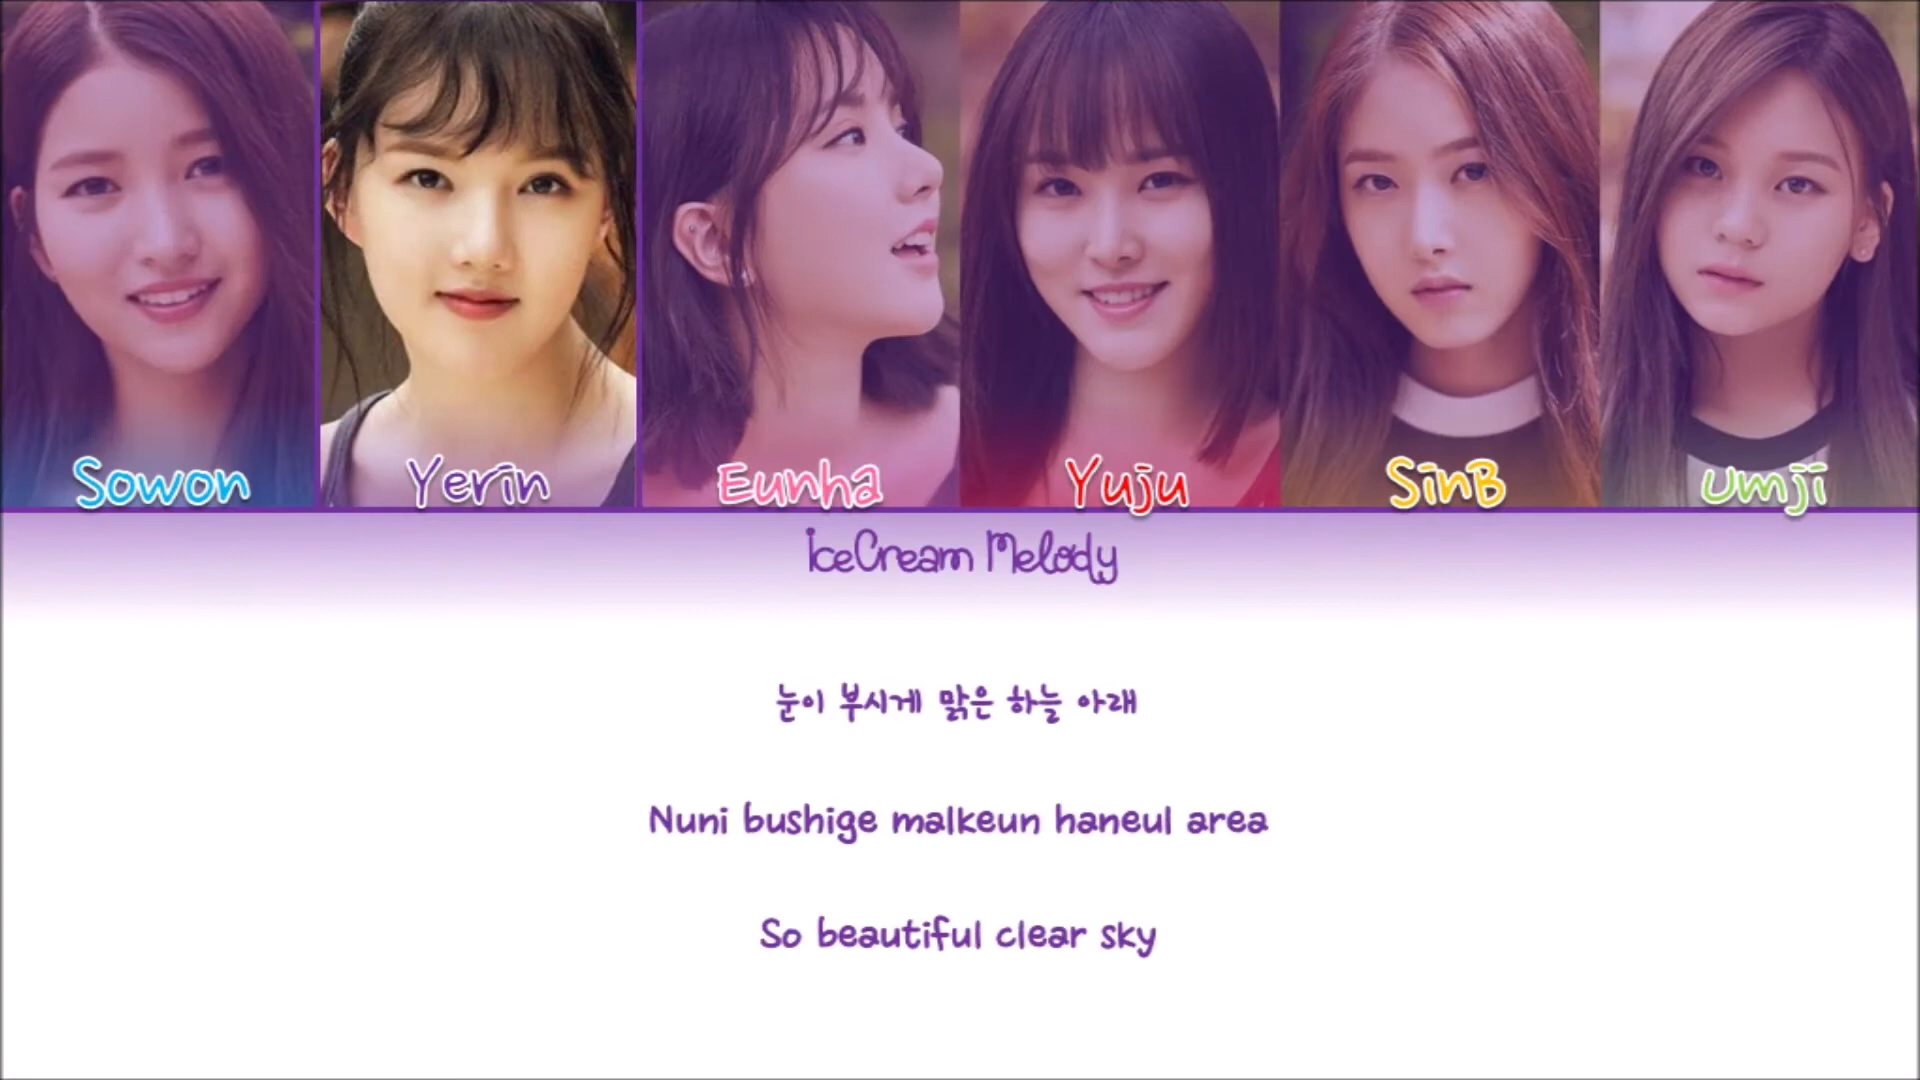 Sowon Yerin Eunha Yuju SinB Umji
IceCream Melody
눈이 부시게 맑은 하늘 아래
Nuni bushige malkeun haneul area
So beautiful clear sky